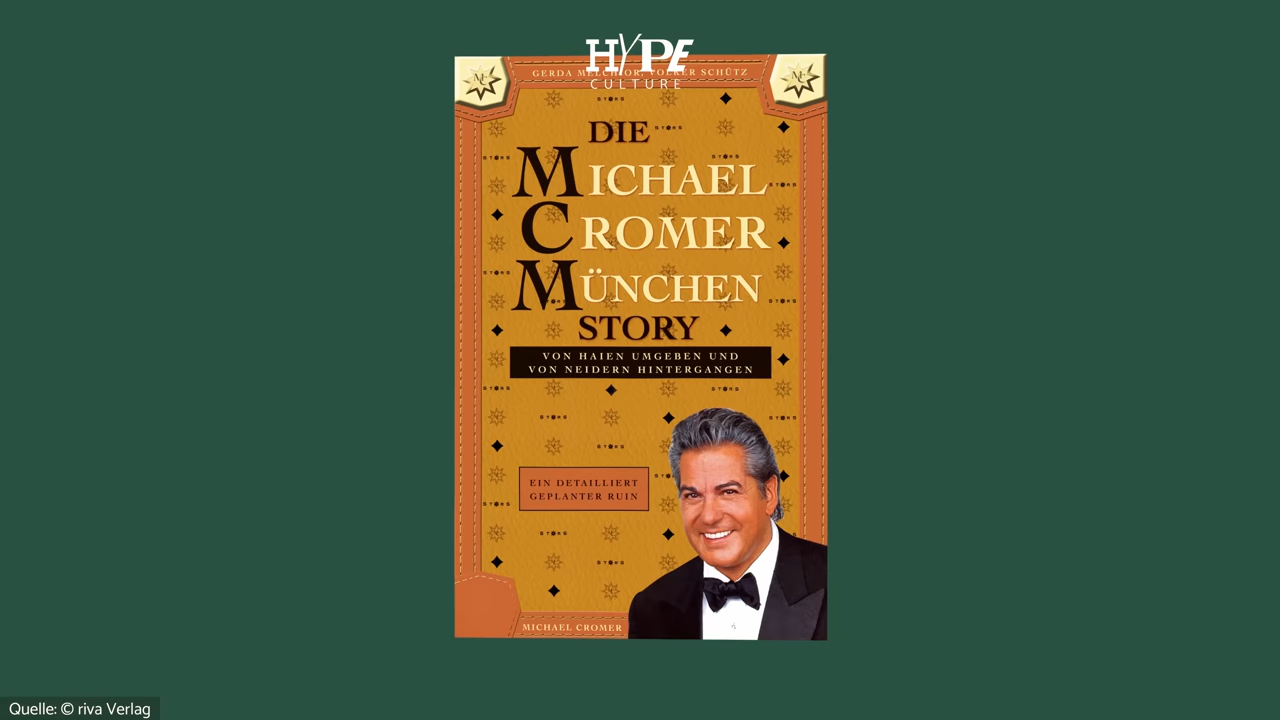 HYPE
CULTURE
GERDA MELCHIOR, VOLKER SCHÜTZ
DIE
MICHAEL
CROMER
MÜNCHEN
STORY
VON HAIEN UMGEBEN UND
VON NEIDERN HINTERGANGEN
EIN DETAILLIERT
GEPLANTER RUIN
MICHAEL CROMER
Quelle: © riva Verlag